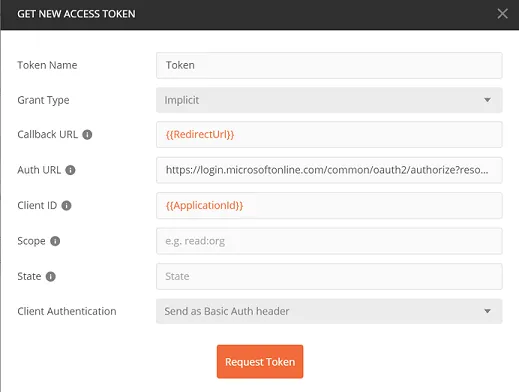 GET NEW ACCESS TOKEN
Token Name Token
Grant Type Implicit
Callback URL {{RedirectUrl}}
Auth URL https://login.microsoftonline.com/common/oauth2/authorize?reso...
Client ID {{ApplicationId}}
Scope e.g. read:org
State State
Client Authentication Send as Basic Auth header
Request Token